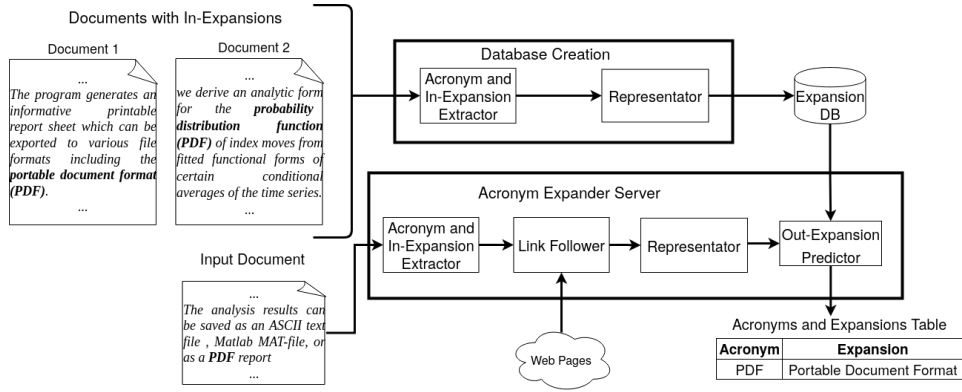 Documents with In-Expansions
Document 1
...
The program generates an
informative printable
report sheet which can be
exported to various file
formats including the
portable document format
(PDF).
...
Document 2
...
we derive an analytic form
for the probability
distribution function
(PDF) of index moves from
fitted functional forms of
certain conditional
averages of the time series.
...
Database Creation
Acronym and
In-Expansion
Extractor
Representator
Expansion
DB
Acronym Expander Server
Acronym and
In-Expansion
Extractor
Link Follower
Representator
Out-Expansion
Predictor
Input Document
...
The analysis results can
be saved as an ASCII text
file , Matlab MAT-file, or
as a PDF report
...
Web Pages
Acronyms and Expansions Table
Acronym Expansion
PDF Portable Document Format